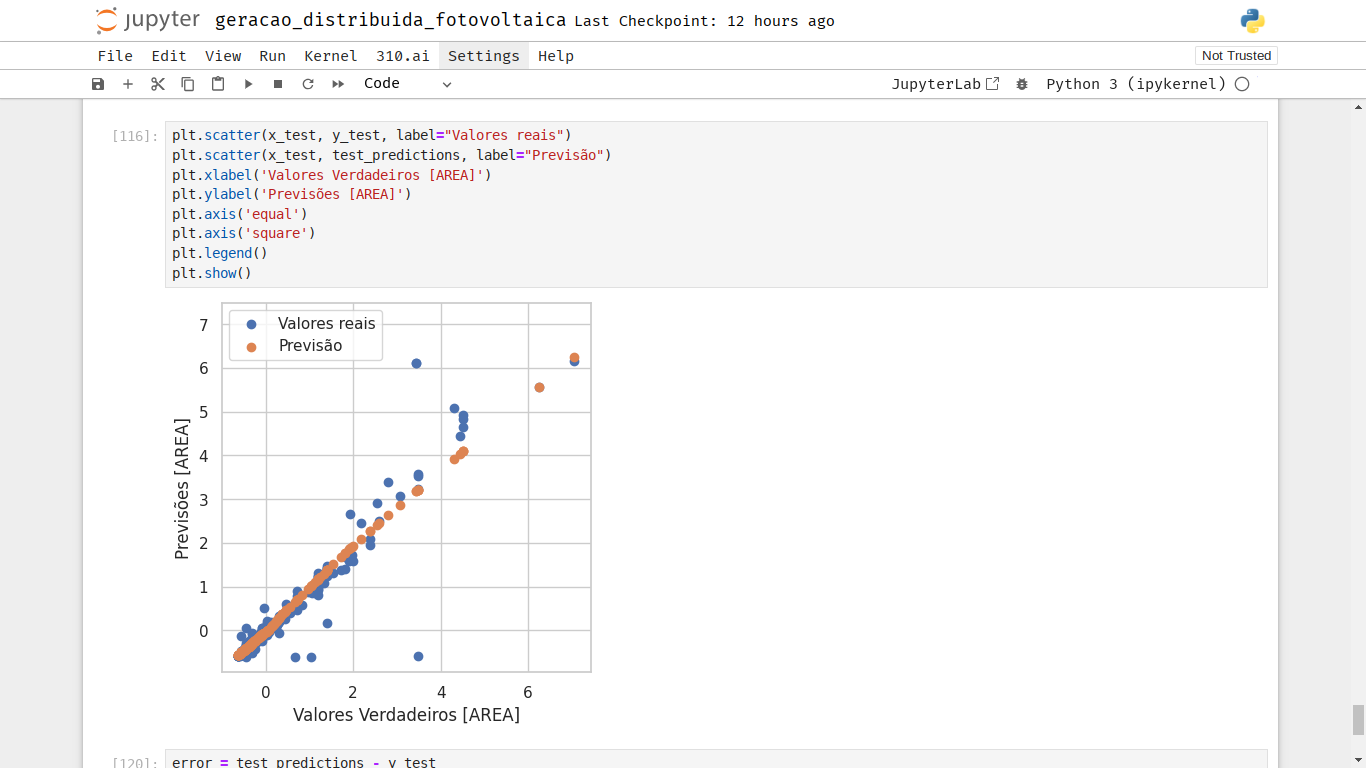 jupyter geracao_distribuida_fotovoltaica Last Checkpoint: 12 hours ago
File Edit View Run Kernel 310.ai Settings Help Not Trusted
Code JupyterLab Python 3 (ipykernel)
[116]: plt.scatter(x_test, y_test, label="Valores reais")
plt.scatter(x_test, test_predictions, label="Previsão")
plt.xlabel('Valores Verdadeiros [AREA]')
plt.ylabel('Previsões [AREA]')
plt.axis('equal')
plt.axis('square')
plt.legend()
plt.show()
Valores reais
Previsão
7
6
5
4
3
2
1
0
Previsões [AREA]
0 2 4 6
Valores Verdadeiros [AREA]
[120]: error = test_predictions - y_test